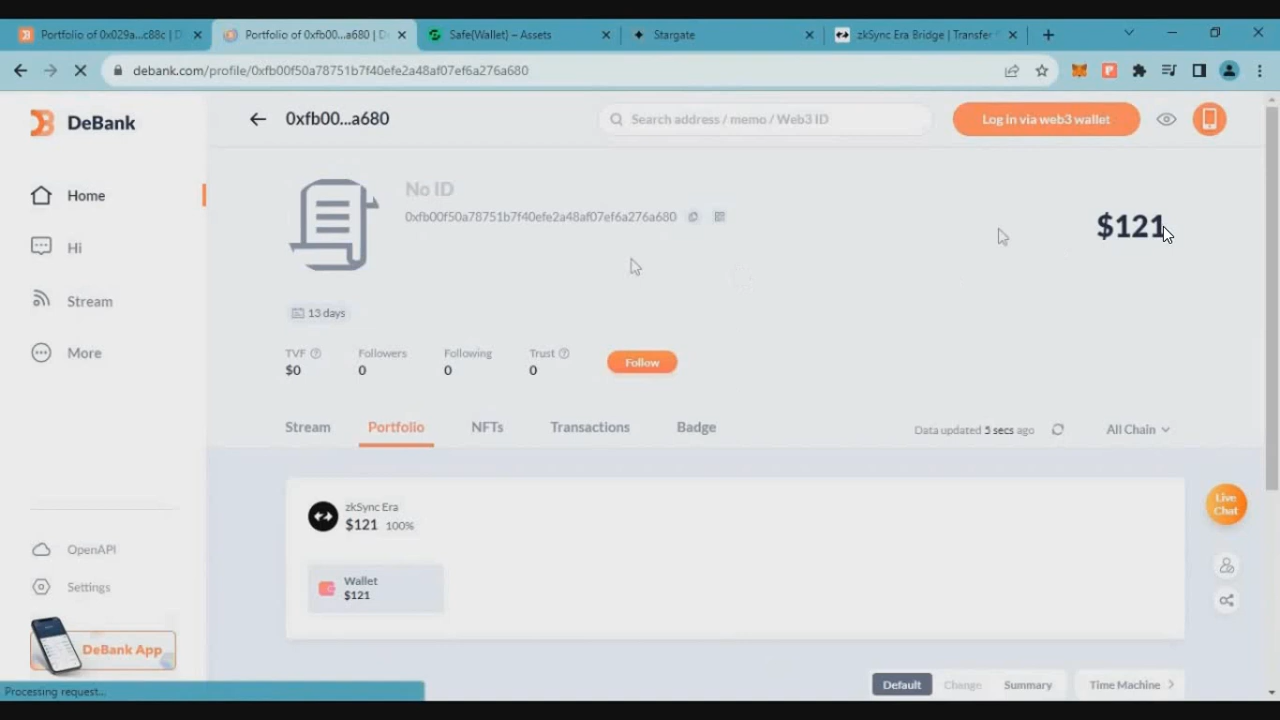 Portfolio of 0x029a...c88c | D
Portfolio of 0xfb00...a680 | D
Safe{Wallet} – Assets
Stargate
zkSync Era Bridge | Transfer
debank.com/profile/0xfb00f50a78751b7f40efe2a48af07ef6a276a680
DeBank
0xfb00...a680
Search address / memo / Web3 ID
Log in via web3 wallet
Home
Hi
Stream
More
No ID
0xfb00f50a78751b7f40efe2a48af07ef6a276a680
$121
13 days
TVF
Followers
Following
Trust
$0
0
0
0
Follow
Stream
Portfolio
NFTs
Transactions
Badge
Data updated 5 secs ago
All Chain
zkSync Era
$121 100%
Wallet
$121
Live
Chat
OpenAPI
Settings
DeBank App
Default
Change
Summary
Time Machine
Processing request...